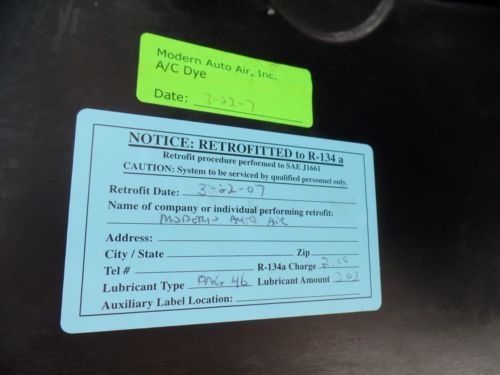 Modern Auto Air, Inc.
A/C Dye
Date: 3-22-7
NOTICE: RETROFITTED to R-134 a
Retrofit procedure performed to SAE J1661
CAUTION: System to be serviced by qualified personnel only.
Retrofit Date: 3-22-07
Name of company or individual performing retrofit:
MODERN AUTO AIR
Address:
City / State Zip
Tel # R-134a Charge
Lubricant Type PAG 46 Lubricant Amount
Auxiliary Label Location: